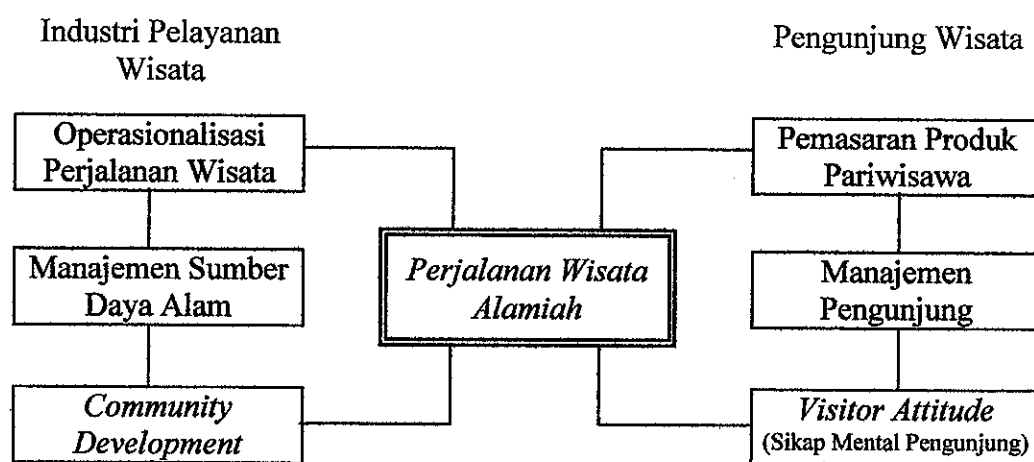 Industri Pelayanan
Wisata
Pengunjung Wisata
Operasionalisasi
Perjalanan Wisata
Pemasaran Produk
Pariwisawa
Perjalanan Wisata
Alamiah
Manajemen Sumber
Daya Alam
Manajemen
Pengunjung
Community
Development
Visitor Attitude
(Sikap Mental Pengunjung)